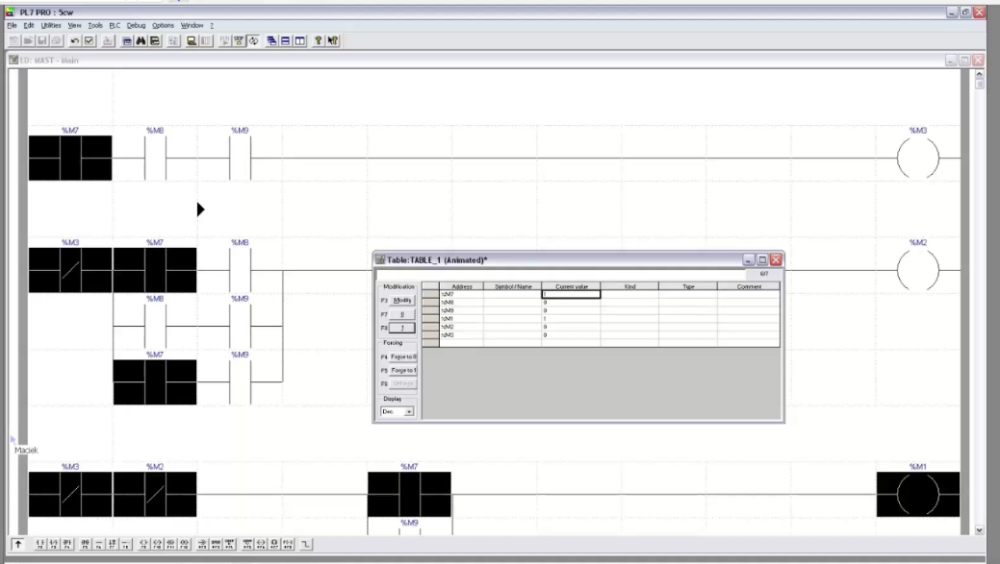 PL7 PRO : 5cw
File Edit Utilities View Tools PLC Debug Options Window ?
LD: MAST - Main
%M7 %M8 %M9 %M3
%M3 %M7 %M8 %M2
Table:TABLE_1 (Animated)*
Modification
Address Symbol / Name Current value Kind Type Comment
%M7 1
F3 Modify
%M8 0
%M8 %M9
%M9 0
F7 0
%M1 1
F8 1
%M2 0
%M3 0
Forcing
%M7 %M9
F4 Force to 0
F5 Force to 1
F6 Unforce
Display
Dec.
Maciek
%M3 %M2 %M7 %M1
%M9